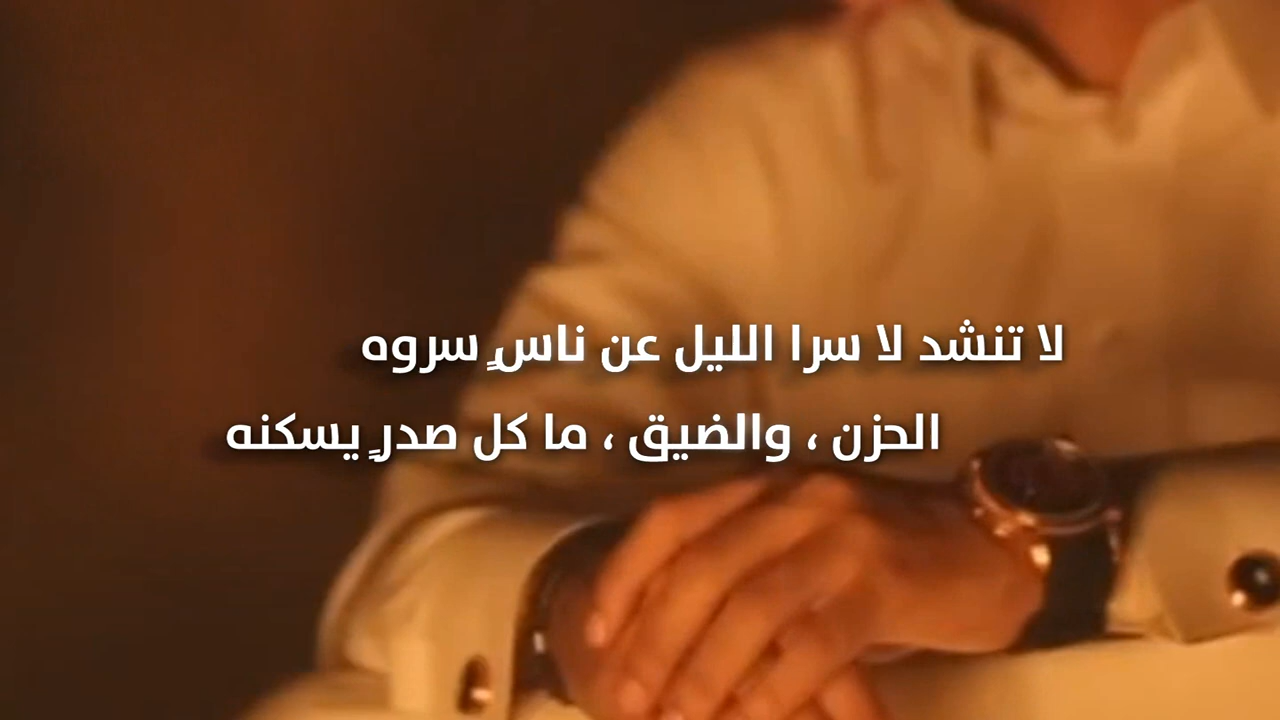 لا تنشد لا سرا الليل عن ناسٍ سروه
الحزن ، والضيق ، ما كل صدرٍ يسكنه